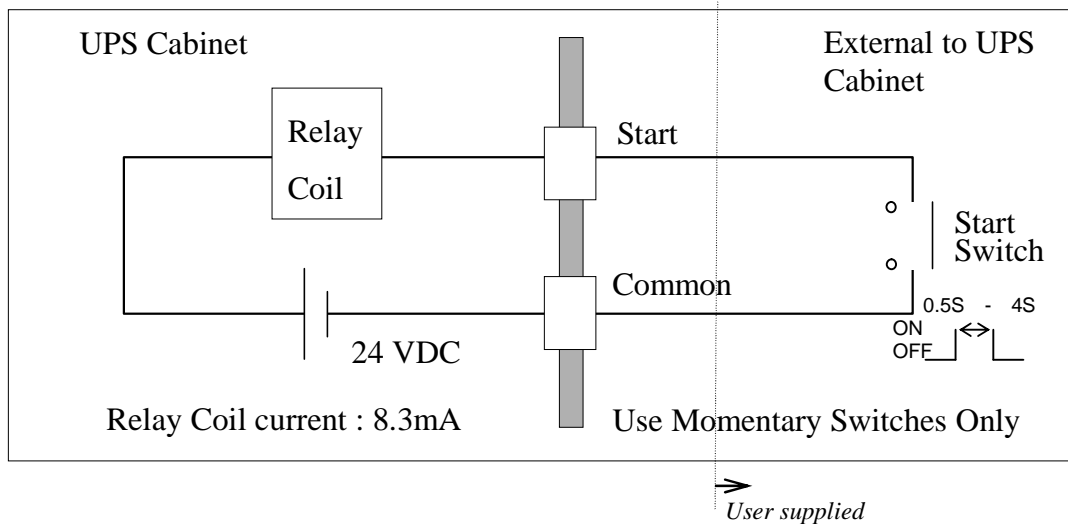 UPS Cabinet
External to UPS
Cabinet
Relay
Coil
Start
Start
Switch
Common
0.5S - 4S
ON
OFF
24 VDC
Relay Coil current : 8.3mA
Use Momentary Switches Only
User supplied